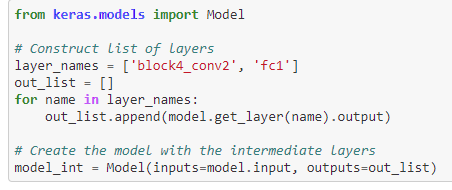 from keras.models import Model
# Construct list of layers
layer_names = ['block4_conv2', 'fc1']
out_list = []
for name in layer_names:
    out_list.append(model.get_layer(name).output)
# Create the model with the intermediate layers
model_int = Model(inputs=model.input, outputs=out_list)